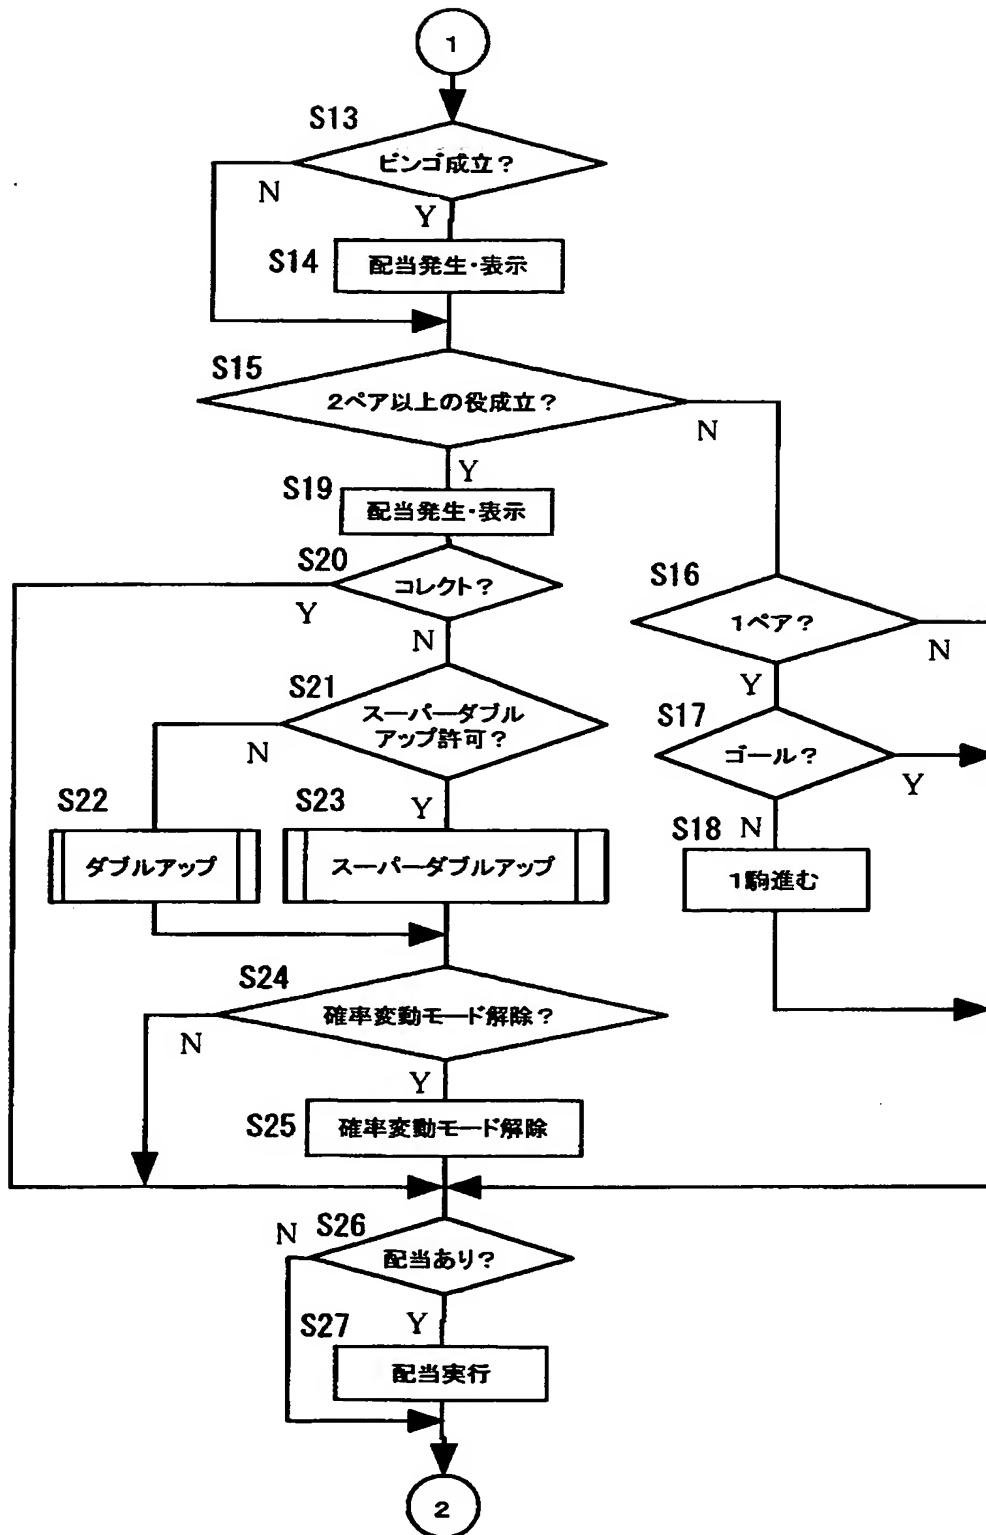 1
S13
ビンゴ成立?
N
Y
S14
配当発生・表示
S15
2ペア以上の役成立?
N
Y
S19
配当発生・表示
S20
コレクト?
Y
N
S16
1ペア?
N
Y
S21
スーパーダブル
アップ許可?
N
Y
S17
ゴール?
Y
N
S22
ダブルアップ
S23
スーパーダブルアップ
S18
1駒進む
S24
確率変動モード解除?
N
Y
S25
確率変動モード解除
S26
配当あり?
N
Y
S27
配当実行
2